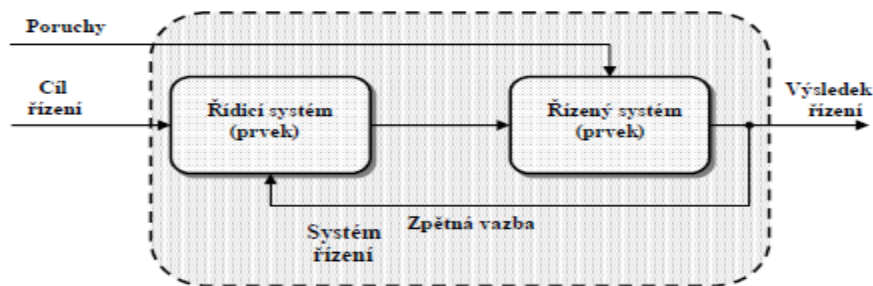 Poruchy
Cíl
řízení
Řídicí systém
(prvek)
Řízený systém
(prvek)
Výsledek
řízení
Zpětná vazba
Systém
řízení